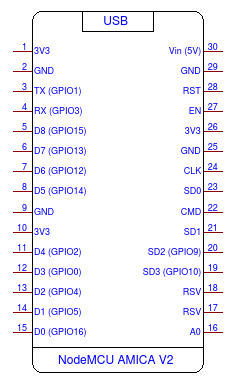 USB
1 3V3 Vin (5V) 30
2 GND GND 29
3 TX (GPIO1) RST 28
4 RX (GPIO3) EN 27
5 D8 (GPIO15) 3V3 26
6 D7 (GPIO13) GND 25
7 D6 (GPIO12) CLK 24
8 D5 (GPIO14) SD0 23
9 GND CMD 22
10 3V3 SD1 21
11 D4 (GPIO2) SD2 (GPIO9) 20
12 D3 (GPIO0) SD3 (GPIO10) 19
13 D2 (GPIO4) RSV 18
14 D1 (GPIO5) RSV 17
15 D0 (GPIO16) A0 16
NodeMCU AMICA V2